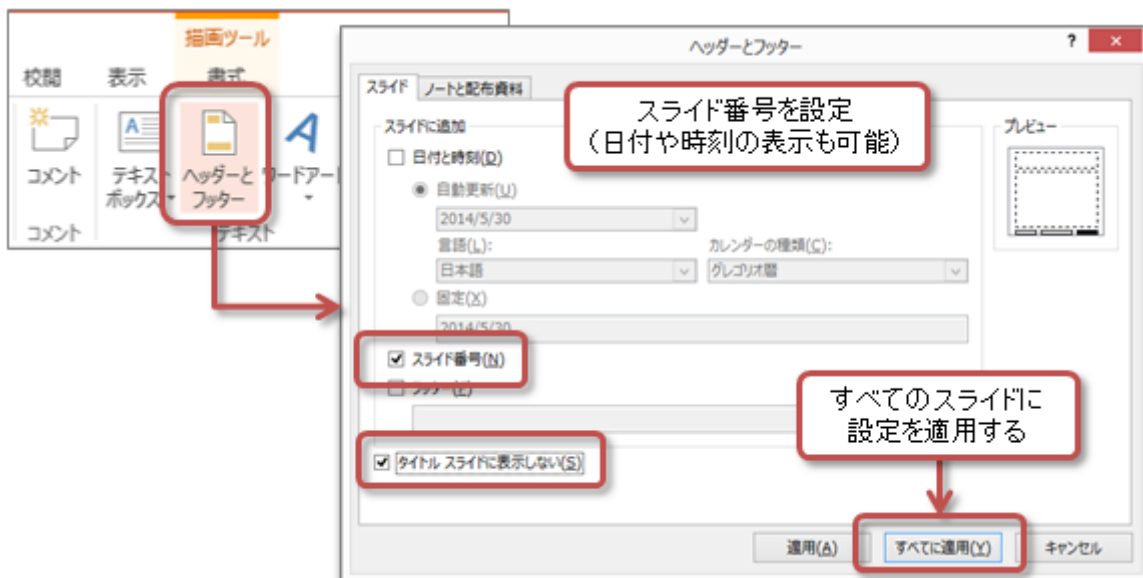 描画ツール
校閲 表示 書式
コメント
テキスト
ボックス
ヘッダーと
フッター
ワードアート
コメント
テキスト
ヘッダーとフッター
? ×
スライド ノートと配布資料
スライド番号を設定
(日付や時刻の表示も可能)
スライドに追加
日付と時刻(D)
自動更新(U)
2014/5/30
言語(L):
カレンダーの種類(C):
日本語
グレゴリオ暦
固定(X)
2014/5/30
スライド番号(N)
フッター(F)
タイトル スライドに表示しない(S)
プレビュー
すべてのスライドに
設定を適用する
適用(A) すべてに適用(Y) キャンセル